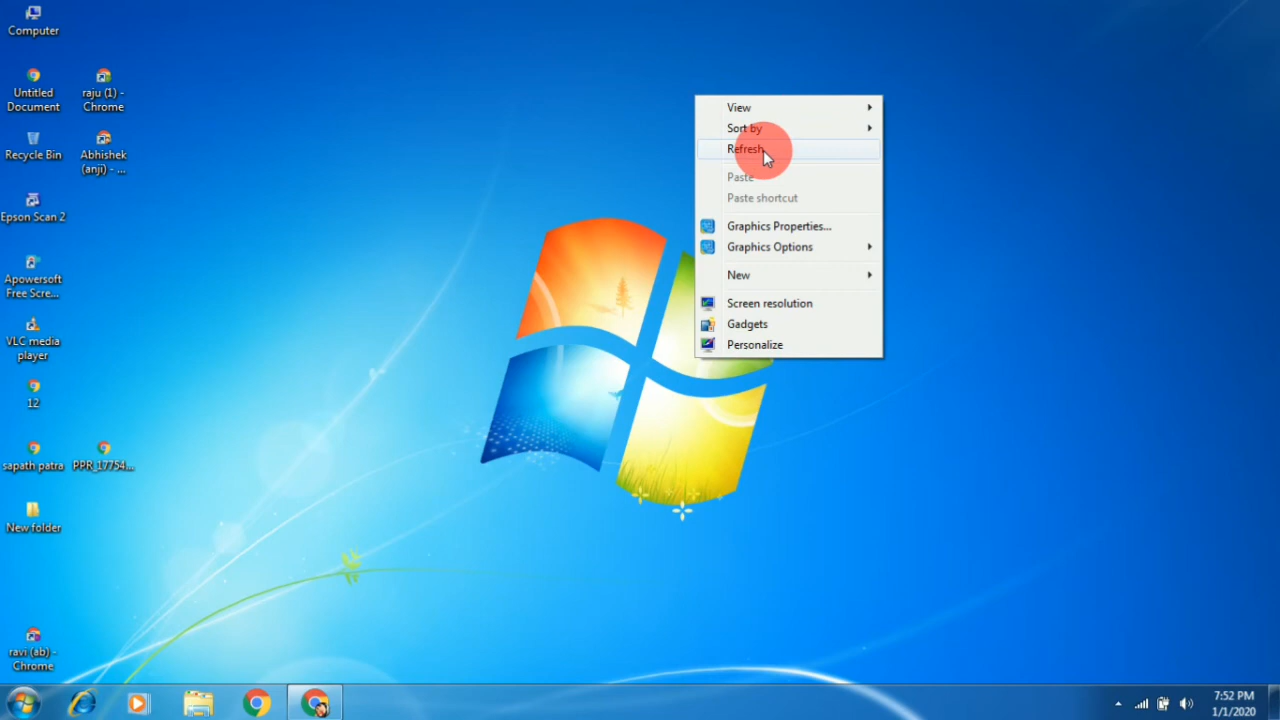 Computer
Untitled
Document
raju (1) -
Chrome
Recycle Bin
Abhishek
(anji) - ...
Epson Scan 2
Apowersoft
Free Scre...
VLC media
player
12
sapath patra
PPR_17754...
New folder
ravi (ab) -
Chrome
View
Sort by
Refresh
Paste
Paste shortcut
Graphics Properties...
Graphics Options
New
Screen resolution
Gadgets
Personalize
7:52 PM
1/1/2020